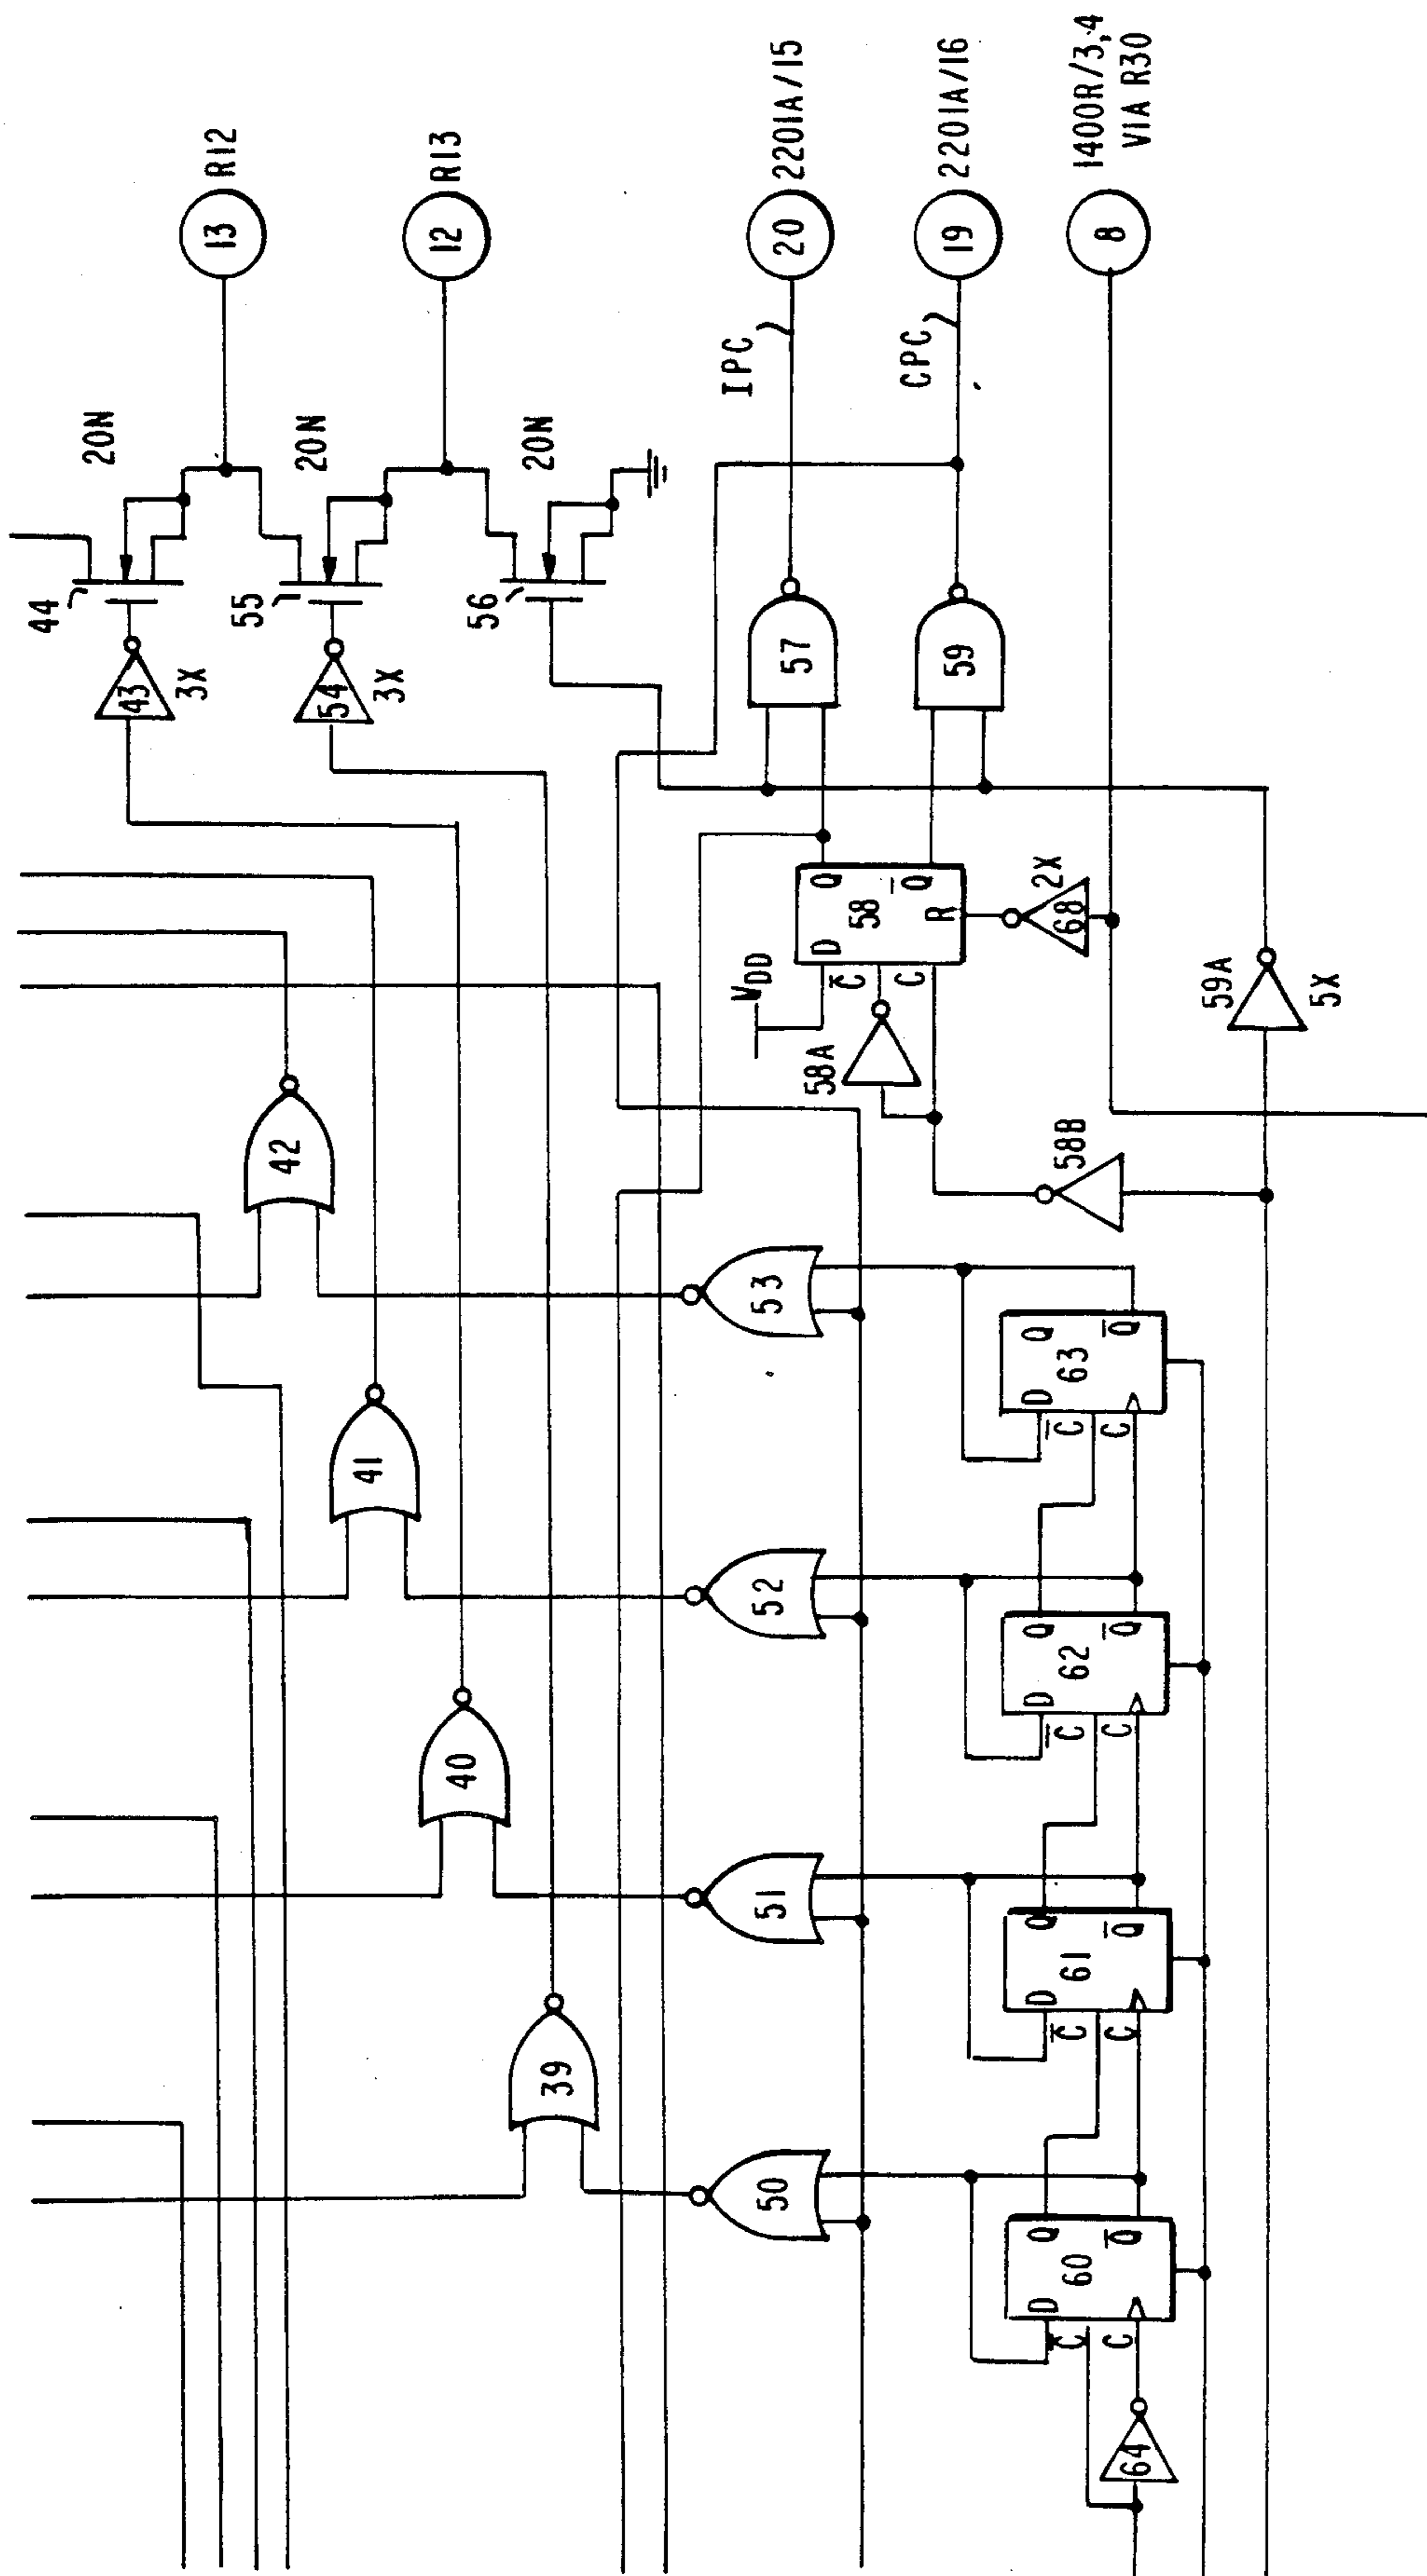 13
R12
12
R13
20
2201A/15
19
2201A/16
8
1400R/3,4
VIA R30
20N
20N
20N
IPC
CPC
44
55
56
43
3X
54
3X
57
59
58
D
Q
Q
C
C
R
VDD
68
2X
58A
58B
59A
5X
42
41
40
39
53
52
51
50
63
D
Q
Q
C
C
62
D
Q
Q
C
C
61
D
Q
Q
C
C
60
D
Q
Q
C
C
64